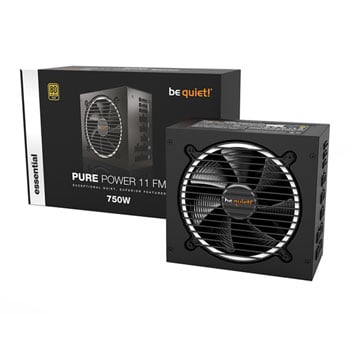 be quiet!
PURE POWER 11 FM
EXCEPTIONAL QUIET, SUPERIOR FEATURES
750W
essential
be quiet!